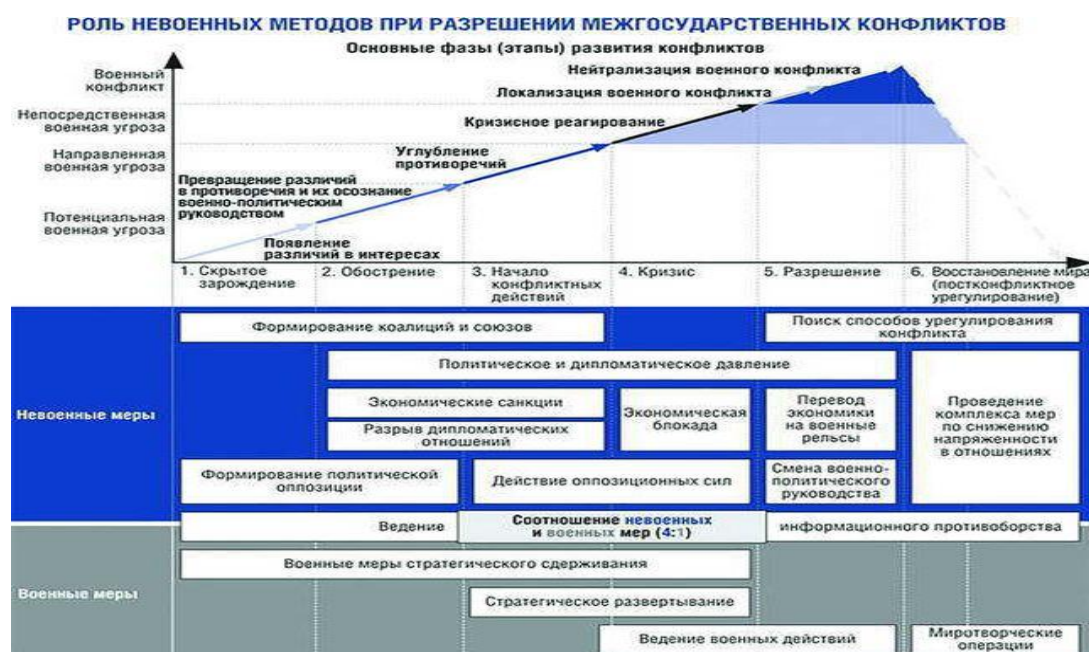 РОЛЬ НЕВОЕННЫХ МЕТОДОВ ПРИ РАЗРЕШЕНИИ МЕЖГОСУДАРСТВЕННЫХ КОНФЛИКТОВ
Основные фазы (этапы) развития конфликтов
Военный
конфликт
Непосредственная
военная угроза
Направленная
военная угроза
Потенциальная
военная угроза
Нейтрализация военного конфликта
Локализация военного конфликта
Кризисное реагирование
Углубление
противоречий
Превращение различий
в противоречия и их осознание
военно-политическим
руководством
Появление
различий в интересах
1. Скрытое
зарождение
2. Обострение
3. Начало
конфликтных
действий
4. Кризис
5. Разрешение
6. Восстановление мира
(постконфликтное
урегулирование)
Невоенные меры
Формирование коалиций и союзов
Поиск способов урегулирования
конфликта
Политическое и дипломатическое давление
Экономические санкции
Разрыв дипломатических
отношений
Экономическая
блокада
Перевод
экономики
на военные
рельсы
Проведение
комплекса мер
по снижению
напряженности
в отношениях
Формирование политической
оппозиции
Действие оппозиционных сил
Смена военно-
политического
руководства
Ведение
Соотношение невоенных
и военных мер (4:1)
информационного противоборства
Военные меры
Военные меры стратегического сдерживания
Стратегическое развертывание
Ведение военных действий
Миротворческие
операции